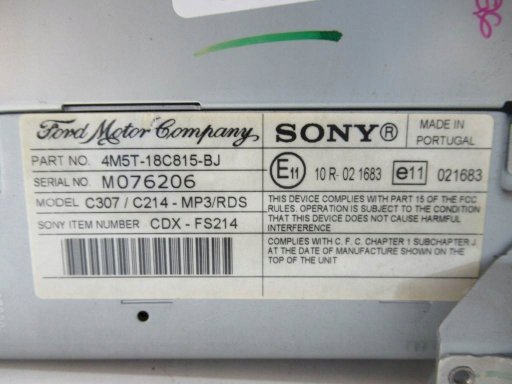 Ford Motor Company
SONY®
MADE IN
PORTUGAL
PART NO. 4M5T-18C815-BJ
SERIAL NO. M076206
MODEL C307 / C214 - MP3/RDS
SONY ITEM NUMBER CDX - FS214
E11 10 R- 02 1683 e11 021683
THIS DEVICE COMPLIES WITH PART 15 OF THE FCC
RULES. OPERATION IS SUBJECT TO THE CONDITION
THAT THIS DEVICE DOES NOT CAUSE HARMFUL
INTERFERENCE
COMPLIES WITH C. F. C. CHAPTER 1 SUBCHAPTER J,
AT THE DATE OF MANUFACTURE SHOWN ON THE
TOP OF THE UNIT